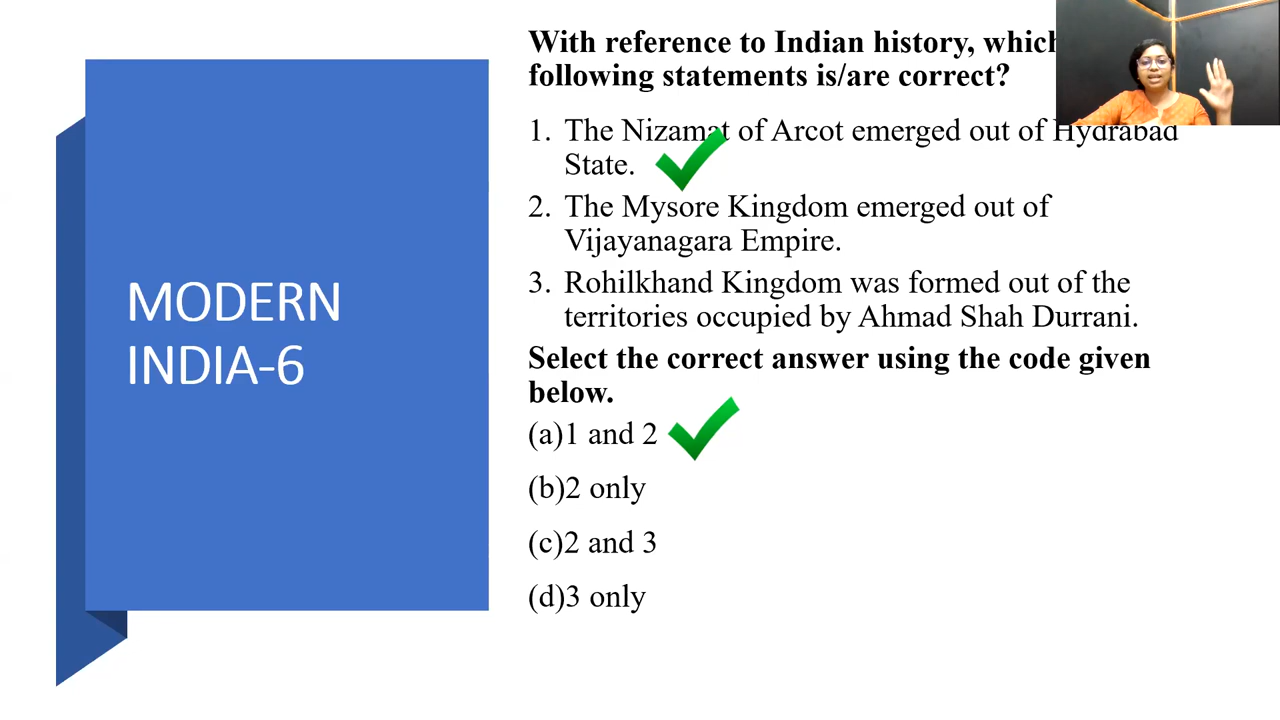 MODERN
INDIA-6
With reference to Indian history, which
following statements is/are correct?
1. The Nizamat of Arcot emerged out of Hydrabad
State.
2. The Mysore Kingdom emerged out of
Vijayanagara Empire.
3. Rohilkhand Kingdom was formed out of the
territories occupied by Ahmad Shah Durrani.
Select the correct answer using the code given
below.
(a)1 and 2
(b)2 only
(c)2 and 3
(d)3 only